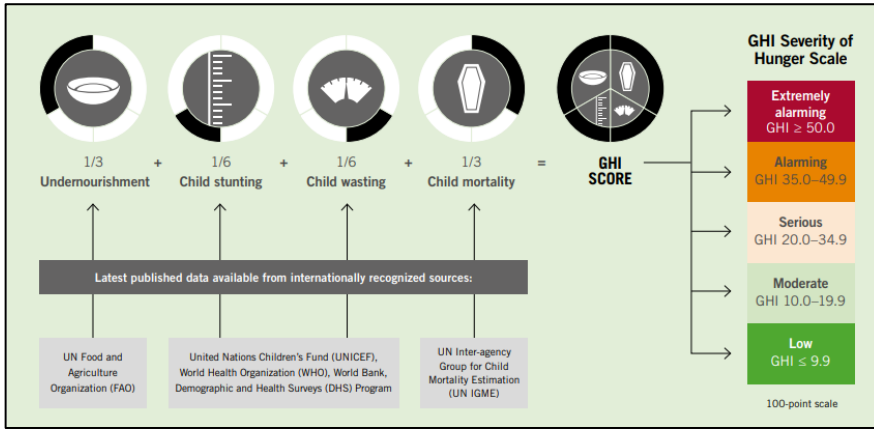 GHI Severity of
Hunger Scale
1/3 + 1/6 + 1/6 + 1/3 = GHI
Undernourishment Child stunting Child wasting Child mortality SCORE
Extremely
alarming
GHI ≥ 50.0
Alarming
GHI 35.0–49.9
Serious
GHI 20.0–34.9
Moderate
GHI 10.0–19.9
Low
GHI ≤ 9.9
100-point scale
Latest published data available from internationally recognized sources:
UN Food and
Agriculture
Organization (FAO)
United Nations Children's Fund (UNICEF),
World Health Organization (WHO), World Bank,
Demographic and Health Surveys (DHS) Program
UN Inter-agency
Group for Child
Mortality Estimation
(UN IGME)